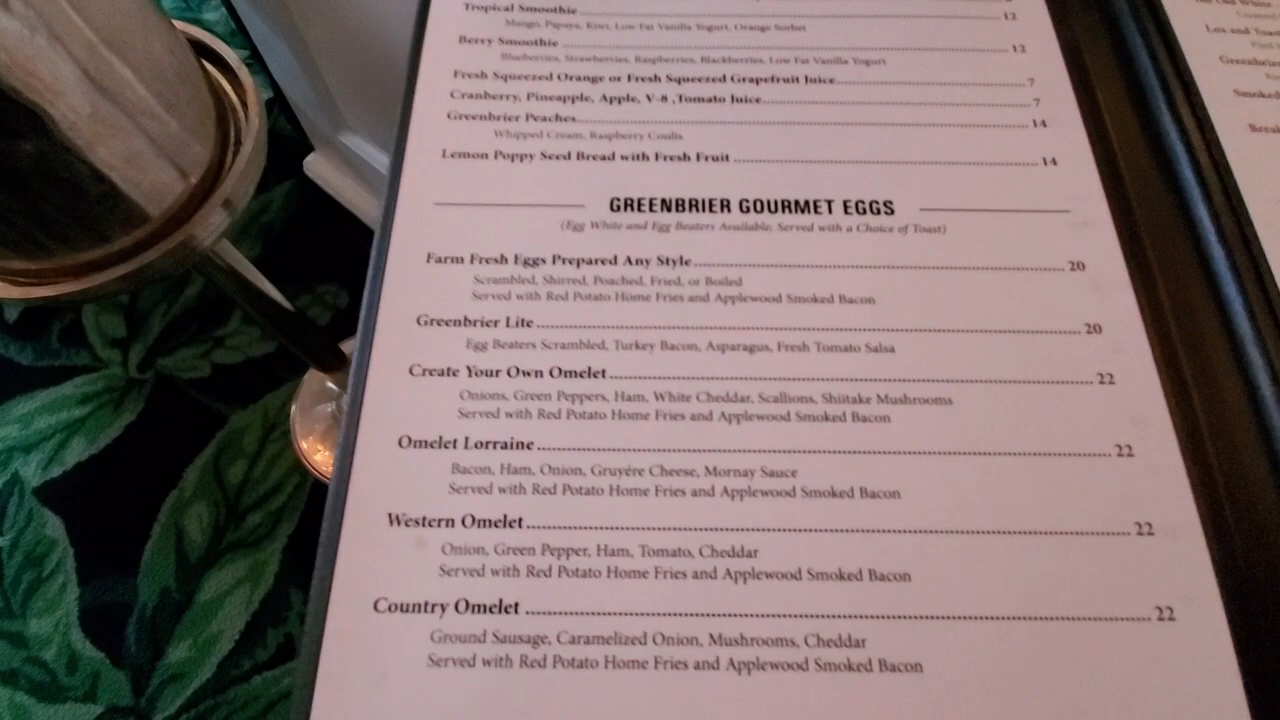 Tropical Smoothie 12
Mango, Papaya, Kiwi, Low Fat Vanilla Yogurt, Orange Sorbet
Berry Smoothie 12
Blueberries, Strawberries, Raspberries, Blackberries, Low Fat Vanilla Yogurt
Fresh Squeezed Orange or Fresh Squeezed Grapefruit Juice 7
Cranberry, Pineapple, Apple, V-8 ,Tomato Juice 7
Greenbrier Peaches 14
Whipped Cream, Raspberry Coulis
Lemon Poppy Seed Bread with Fresh Fruit 14
GREENBRIER GOURMET EGGS
(Egg White and Egg Beaters Available, Served with a Choice of Toast)
Farm Fresh Eggs Prepared Any Style 20
Scrambled, Shirred, Poached, Fried, or Boiled
Served with Red Potato Home Fries and Applewood Smoked Bacon
Greenbrier Lite 20
Egg Beaters Scrambled, Turkey Bacon, Asparagus, Fresh Tomato Salsa
Create Your Own Omelet 22
Onions, Green Peppers, Ham, White Cheddar, Scallions, Shiitake Mushrooms
Served with Red Potato Home Fries and Applewood Smoked Bacon
Omelet Lorraine 22
Bacon, Ham, Onion, Gruyére Cheese, Mornay Sauce
Served with Red Potato Home Fries and Applewood Smoked Bacon
Western Omelet 22
Onion, Green Pepper, Ham, Tomato, Cheddar
Served with Red Potato Home Fries and Applewood Smoked Bacon
Country Omelet 22
Ground Sausage, Caramelized Onion, Mushrooms, Cheddar
Served with Red Potato Home Fries and Applewood Smoked Bacon
Lox and
Smoked